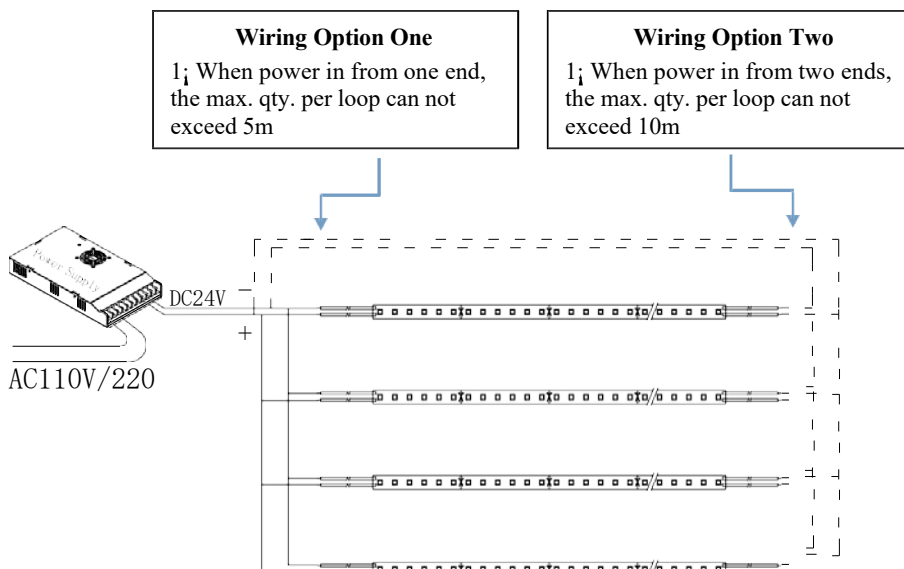 Wiring Option One
1¡ When power in from one end,
the max. qty. per loop can not
exceed 5m
Wiring Option Two
1¡ When power in from two ends,
the max. qty. per loop can not
exceed 10m
Power Supply
DC24V
−
+
AC110V/220